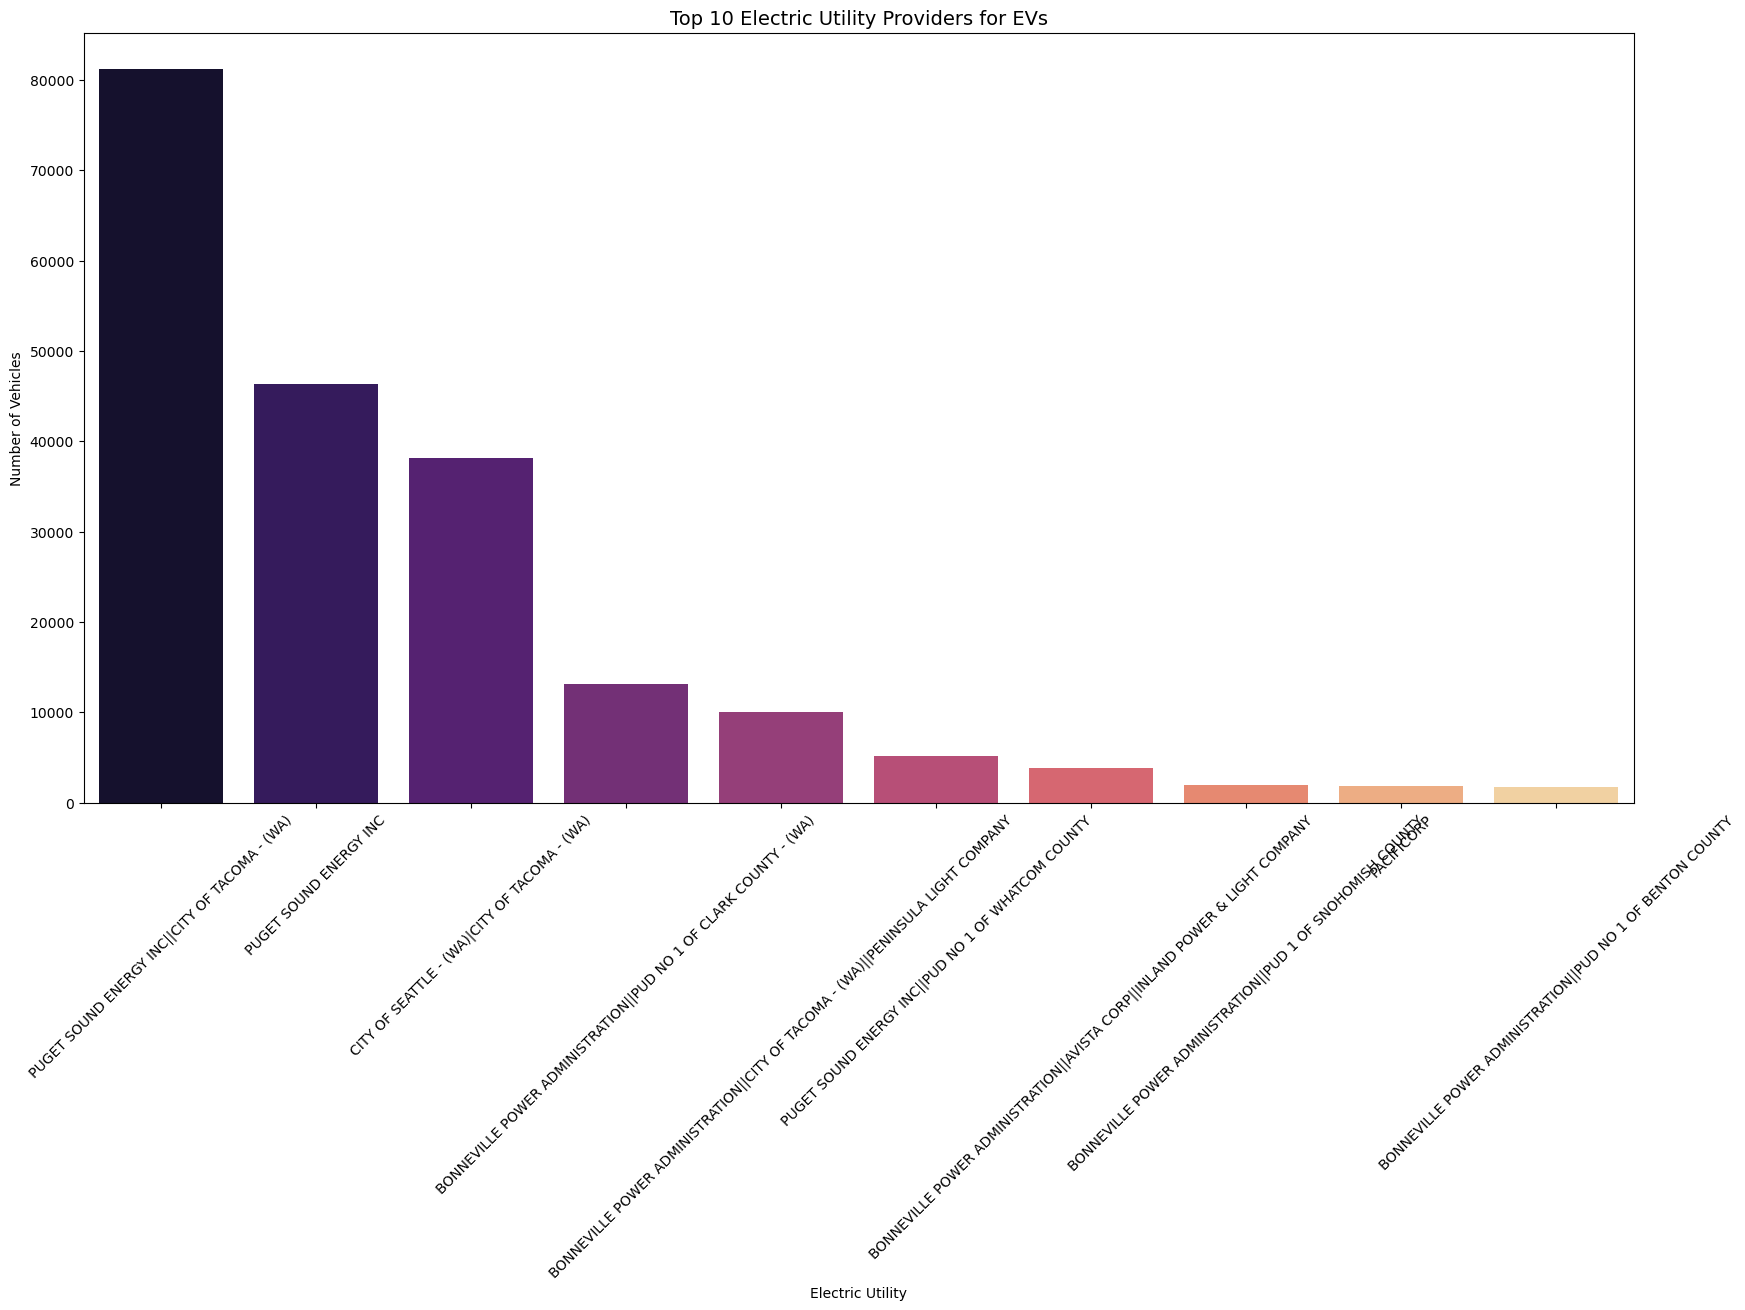 Top 10 Electric Utility Providers for EVs
Number of Vehicles
80000
70000
60000
50000
40000
30000
20000
10000
0
PUGET SOUND ENERGY INC||CITY OF TACOMA - (WA)
PUGET SOUND ENERGY INC
CITY OF SEATTLE - (WA)|CITY OF TACOMA - (WA)
BONNEVILLE POWER ADMINISTRATION||PUD NO 1 OF CLARK COUNTY - (WA)
BONNEVILLE POWER ADMINISTRATION||CITY OF TACOMA - (WA)||PENINSULA LIGHT COMPANY
PUGET SOUND ENERGY INC||PUD NO 1 OF WHATCOM COUNTY
BONNEVILLE POWER ADMINISTRATION||AVISTA CORP||INLAND POWER & LIGHT COMPANY
BONNEVILLE POWER ADMINISTRATION||PUD 1 OF SNOHOMISH COUNTY
PACIFICORP
BONNEVILLE POWER ADMINISTRATION||PUD NO 1 OF BENTON COUNTY
Electric Utility